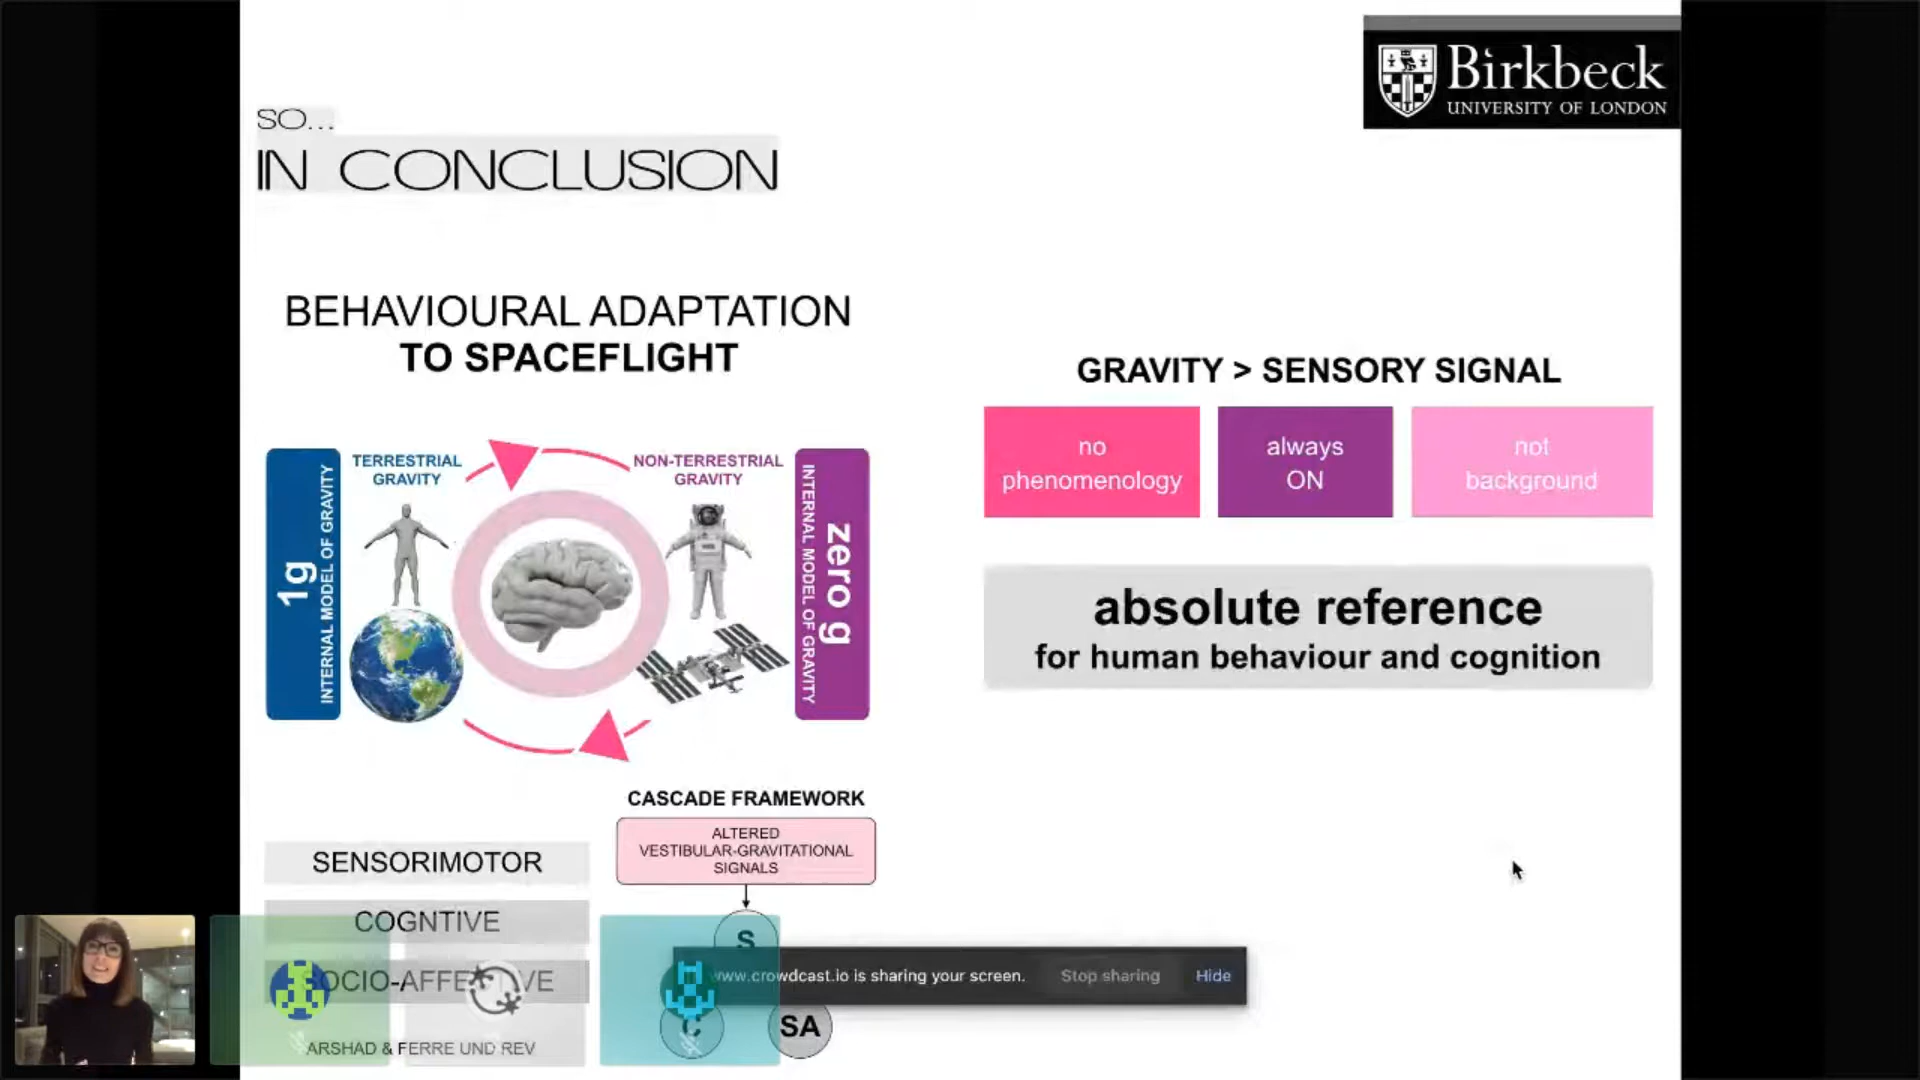 Birkbeck
UNIVERSITY OF LONDON
SO...
IN CONCLUSION
BEHAVIOURAL ADAPTATION
TO SPACEFLIGHT
1g
INTERNAL MODEL OF GRAVITY
TERRESTRIAL
GRAVITY
NON-TERRESTRIAL
GRAVITY
zero g
INTERNAL MODEL OF GRAVITY
GRAVITY > SENSORY SIGNAL
no
phenomenology
always
ON
not
background
absolute reference
for human behaviour and cognition
CASCADE FRAMEWORK
ALTERED
VESTIBULAR-GRAVITATIONAL
SIGNALS
S
C
SA
SENSORIMOTOR
COGNTIVE
ARSHAD & FERRE UND REV
www.crowdcast.io is sharing your screen.
Stop sharing
Hide